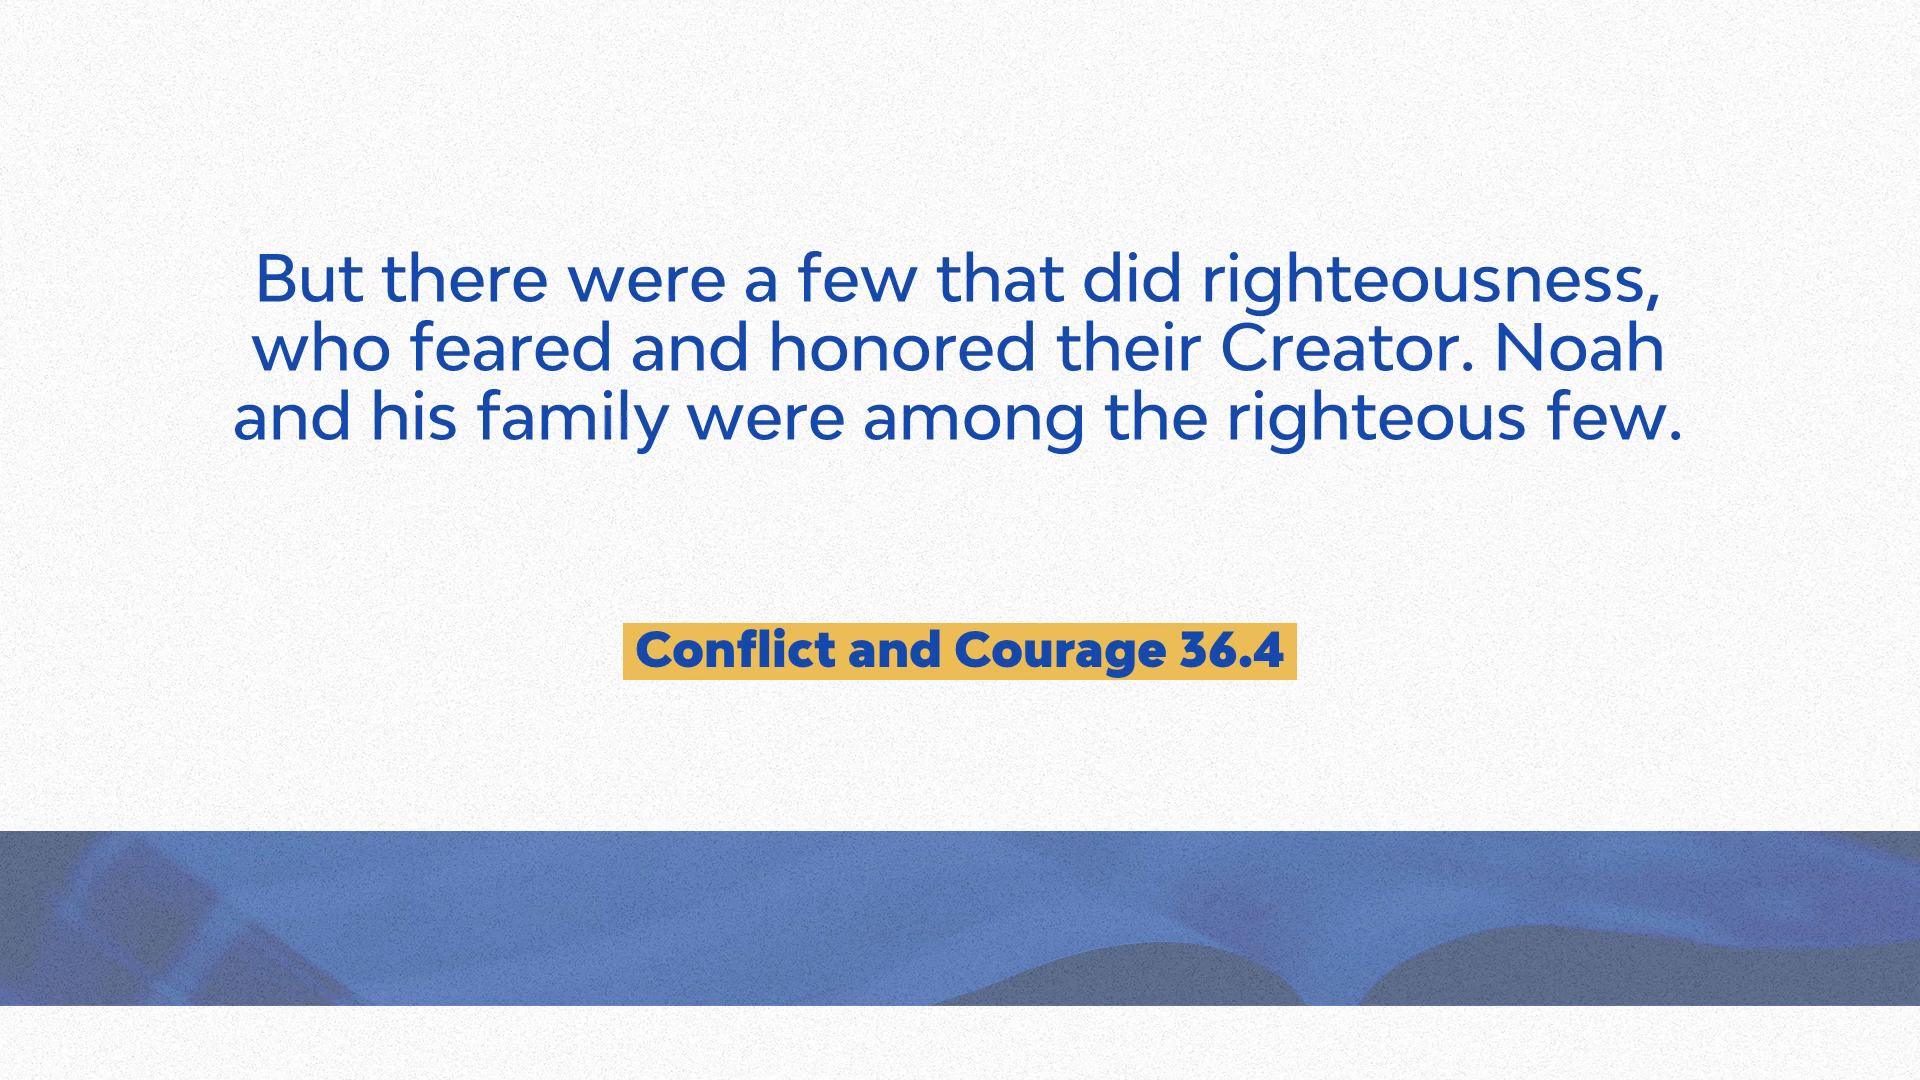 But there were a few that did righteousness,
who feared and honored their Creator. Noah
and his family were among the righteous few.
Conflict and Courage 36.4